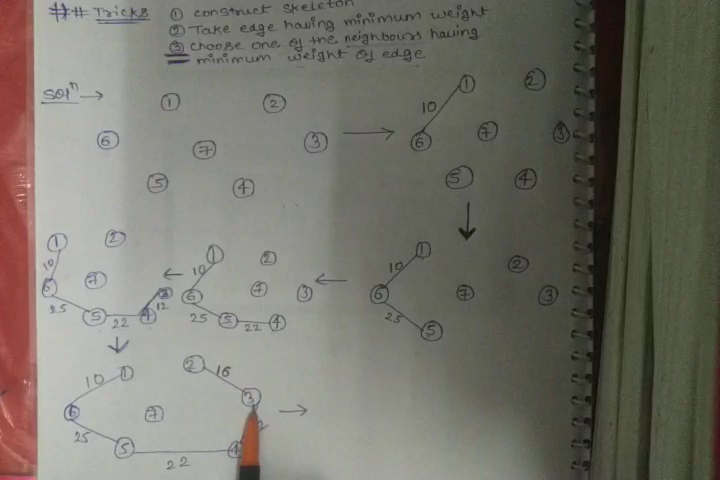 ## Tricks ① construct skeleton
② Take edge having minimum weight
③ choose one of the neighbours having
minimum weight of edge
Solⁿ →
① ②
⑥ ⑦ ③
⑤ ④
① ②
10
⑥ ⑦ ③
⑤ ④
① ②
10
⑥ ⑦ ③
25
⑤
① ②
10
⑥ ⑦ ③
25 22
⑤ ④
① ②
10
⑥ ⑦ ③
25 22 12
⑤ ④
① ②
10 16
⑥ ⑦ ③
25 22
⑤ ④